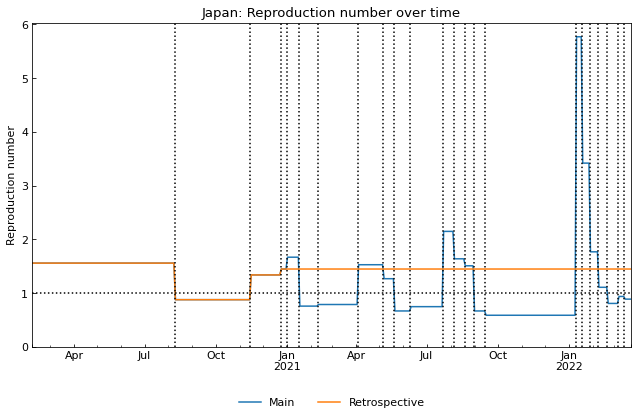 Japan: Reproduction number over time
Reproduction number
6
5
4
3
2
1
0
Apr Jul Oct Jan Apr Jul Oct Jan
2021 2022
Main Retrospective